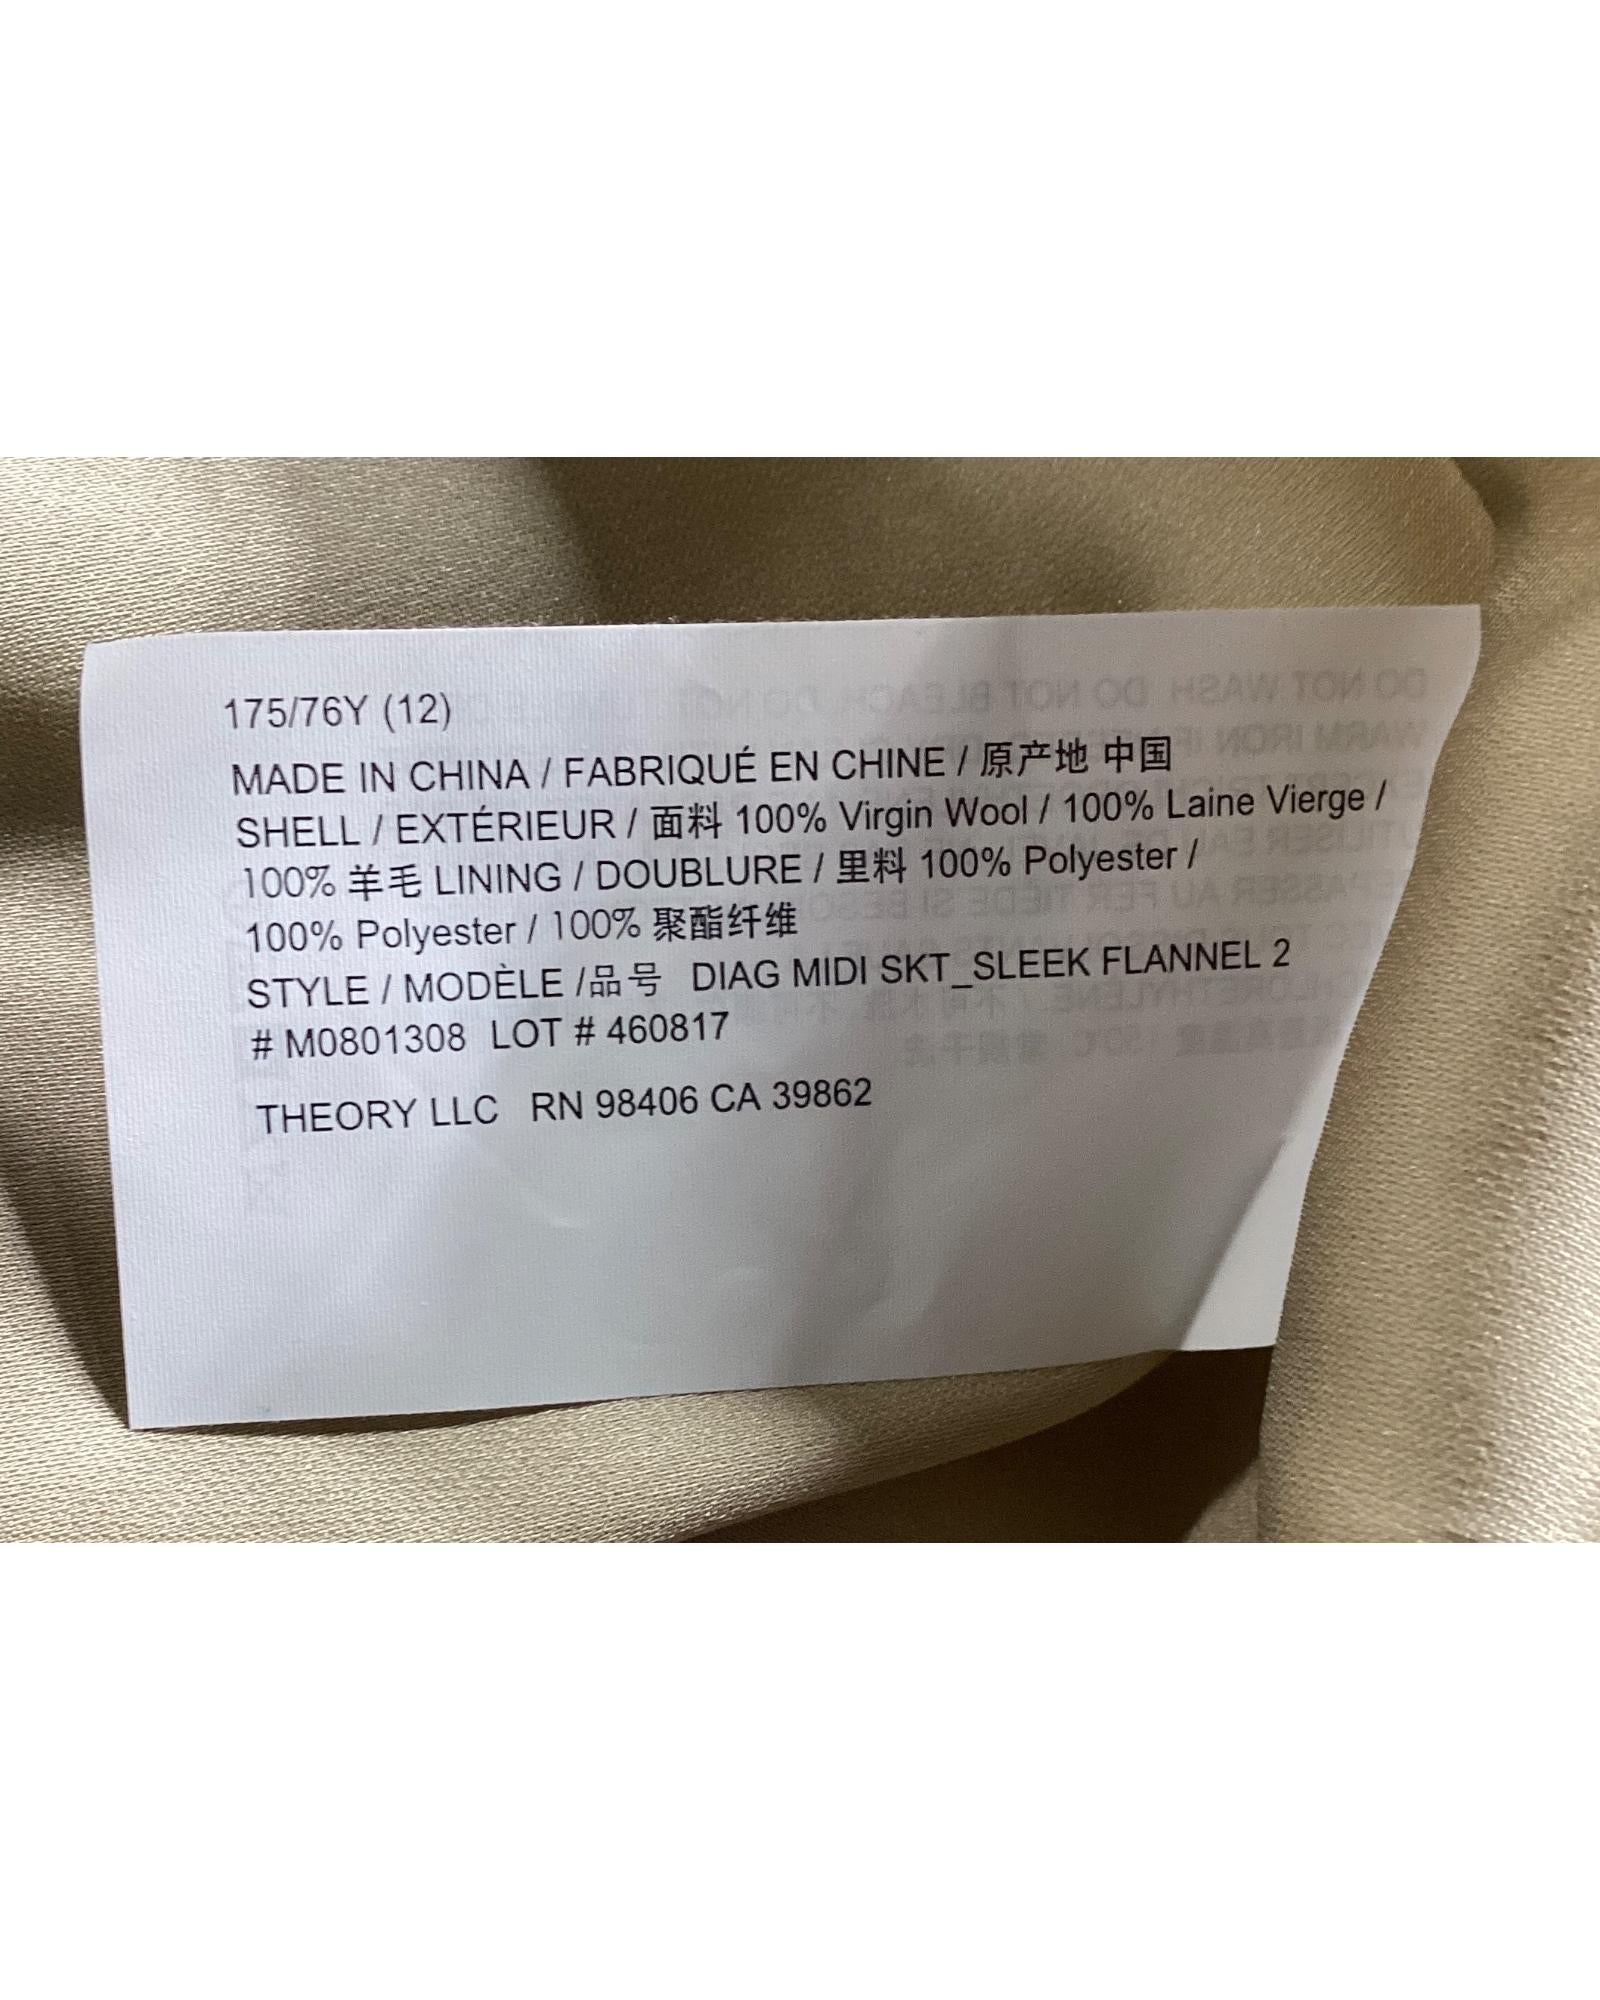 175/76Y (12)
MADE IN CHINA / FABRIQUÉ EN CHINE / 原产地 中国
SHELL / EXTÉRIEUR / 面料 100% Virgin Wool / 100% Laine Vierge /
100% 羊毛 LINING / DOUBLURE / 里料 100% Polyester /
100% Polyester / 100% 聚酯纤维
STYLE / MODÈLE /品号 DIAG MIDI SKT_SLEEK FLANNEL 2
# M0801308 LOT # 460817
THEORY LLC RN 98406 CA 39862